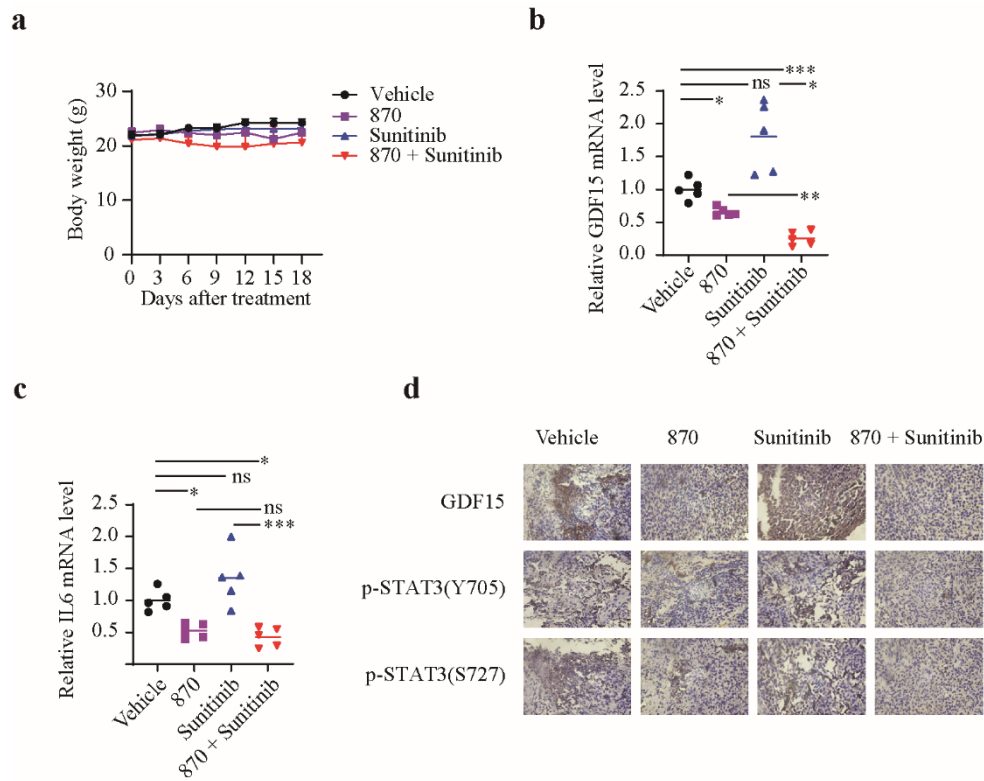 a
Body weight (g)
30
20
10
0
0 3 6 9 12 15 18
Days after treatment
Vehicle
870
Sunitinib
870 + Sunitinib
b
Relative GDF15 mRNA level
2.5
2.0
1.5
1.0
0.5
0.0
***
ns *
*
**
Vehicle
870
Sunitinib
870 + Sunitinib
c
Relative IL6 mRNA level
2.5
2.0
1.5
1.0
0.5
*
ns
*
ns
***
Vehicle
870
Sunitinib
870 + Sunitinib
d
Vehicle 870 Sunitinib 870 + Sunitinib
GDF15
p-STAT3(Y705)
p-STAT3(S727)